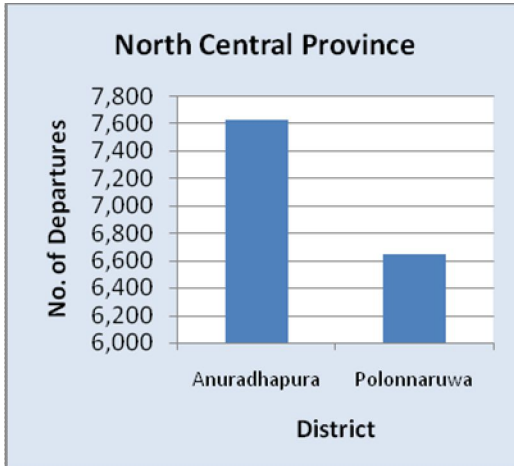 North Central Province
No. of Departures
7,800
7,600
7,400
7,200
7,000
6,800
6,600
6,400
6,200
6,000
Anuradhapura Polonnaruwa
District